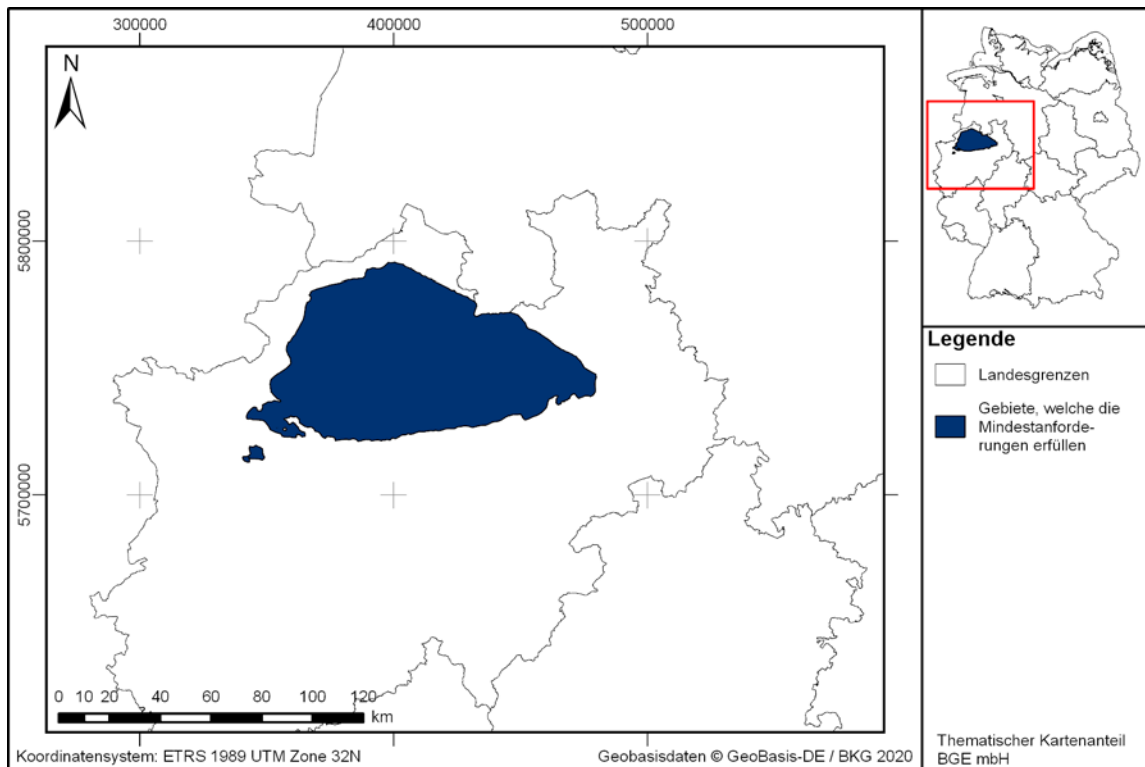 300000 400000 500000
N
5800000
5700000
0 10 20 40 60 80 100 120
km
Koordinatensystem: ETRS 1989 UTM Zone 32N
Geobasisdaten © GeoBasis-DE / BKG 2020
Legende
Landesgrenzen
Gebiete, welche die
Mindestanforde-
rungen erfüllen
Thematischer Kartenanteil
BGE mbH